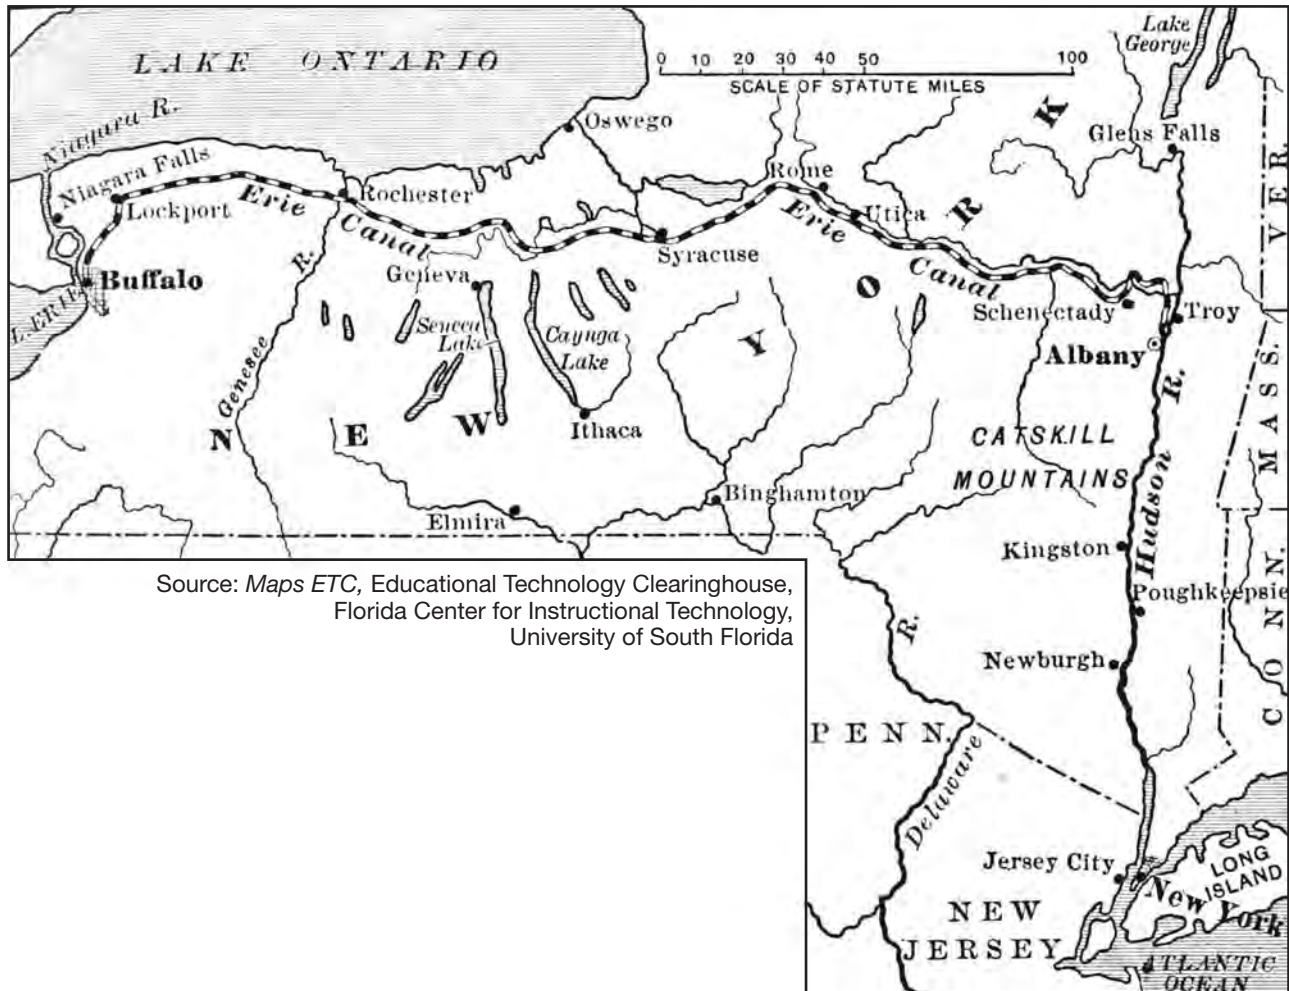 LAKE ONTARIO
0 10 20 30 40 50 100
SCALE OF STATUTE MILES
Lake
George
Glens Falls
Niagara R.
Niagara Falls
Lockport
Buffalo
L. ERIE
Erie
Canal
Rochester
Genesee
R.
Oswego
Rome
Utica
Syracuse
Erie
Canal
Geneva
Seneca
Lake
Cayuga
Lake
Ithaca
Schenectady
Troy
Albany
NEW YORK
Elmira
Binghamton
CATSKILL
MOUNTAINS
Hudson R.
Kingston
Poughkeepsie
Newburgh
VER.
MASS.
CONN.
PENN.
Delaware
R.
Jersey City
New York
LONG
ISLAND
NEW
JERSEY
ATLANTIC
OCEAN
Source: Maps ETC, Educational Technology Clearinghouse,
Florida Center for Instructional Technology,
University of South Florida